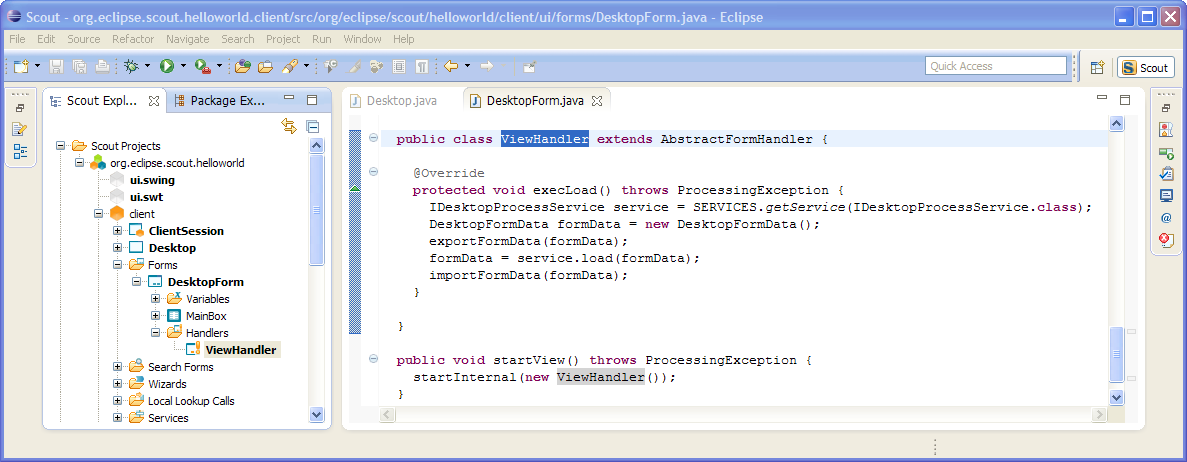 Scout - org.eclipse.scout.helloworld.client/src/org/eclipse/scout/helloworld/client/ui/forms/DesktopForm.java - Eclipse
File Edit Source Refactor Navigate Search Project Run Window Help
Quick Access
Scout
Scout Expl...
Package Ex...
Scout Projects
org.eclipse.scout.helloworld
ui.swing
ui.swt
client
ClientSession
Desktop
Forms
DesktopForm
Variables
MainBox
Handlers
ViewHandler
Search Forms
Wizards
Local Lookup Calls
Services
Desktop.java
DesktopForm.java
public class ViewHandler extends AbstractFormHandler {
@Override
protected void execLoad() throws ProcessingException {
IDesktopProcessService service = SERVICES.getService(IDesktopProcessService.class);
DesktopFormData formData = new DesktopFormData();
exportFormData(formData);
formData = service.load(formData);
importFormData(formData);
}
}
public void startView() throws ProcessingException {
startInternal(new ViewHandler());
}